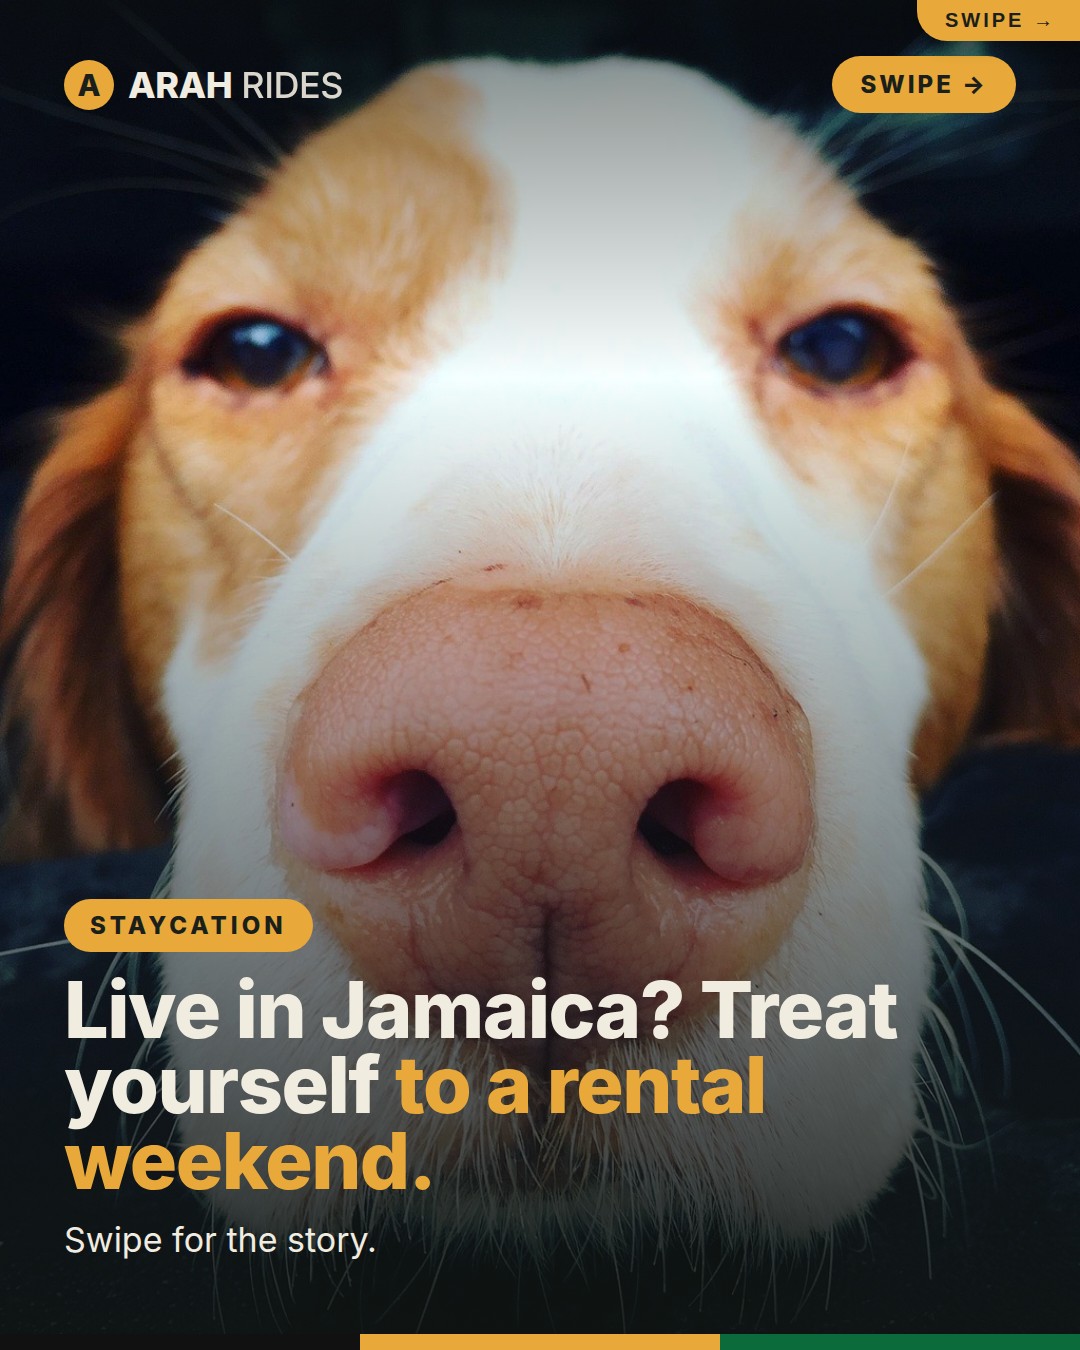 SWIPE →
A ARAH RIDES
SWIPE →
STAYCATION
Live in Jamaica? Treat
yourself to a rental
weekend.
Swipe for the story.